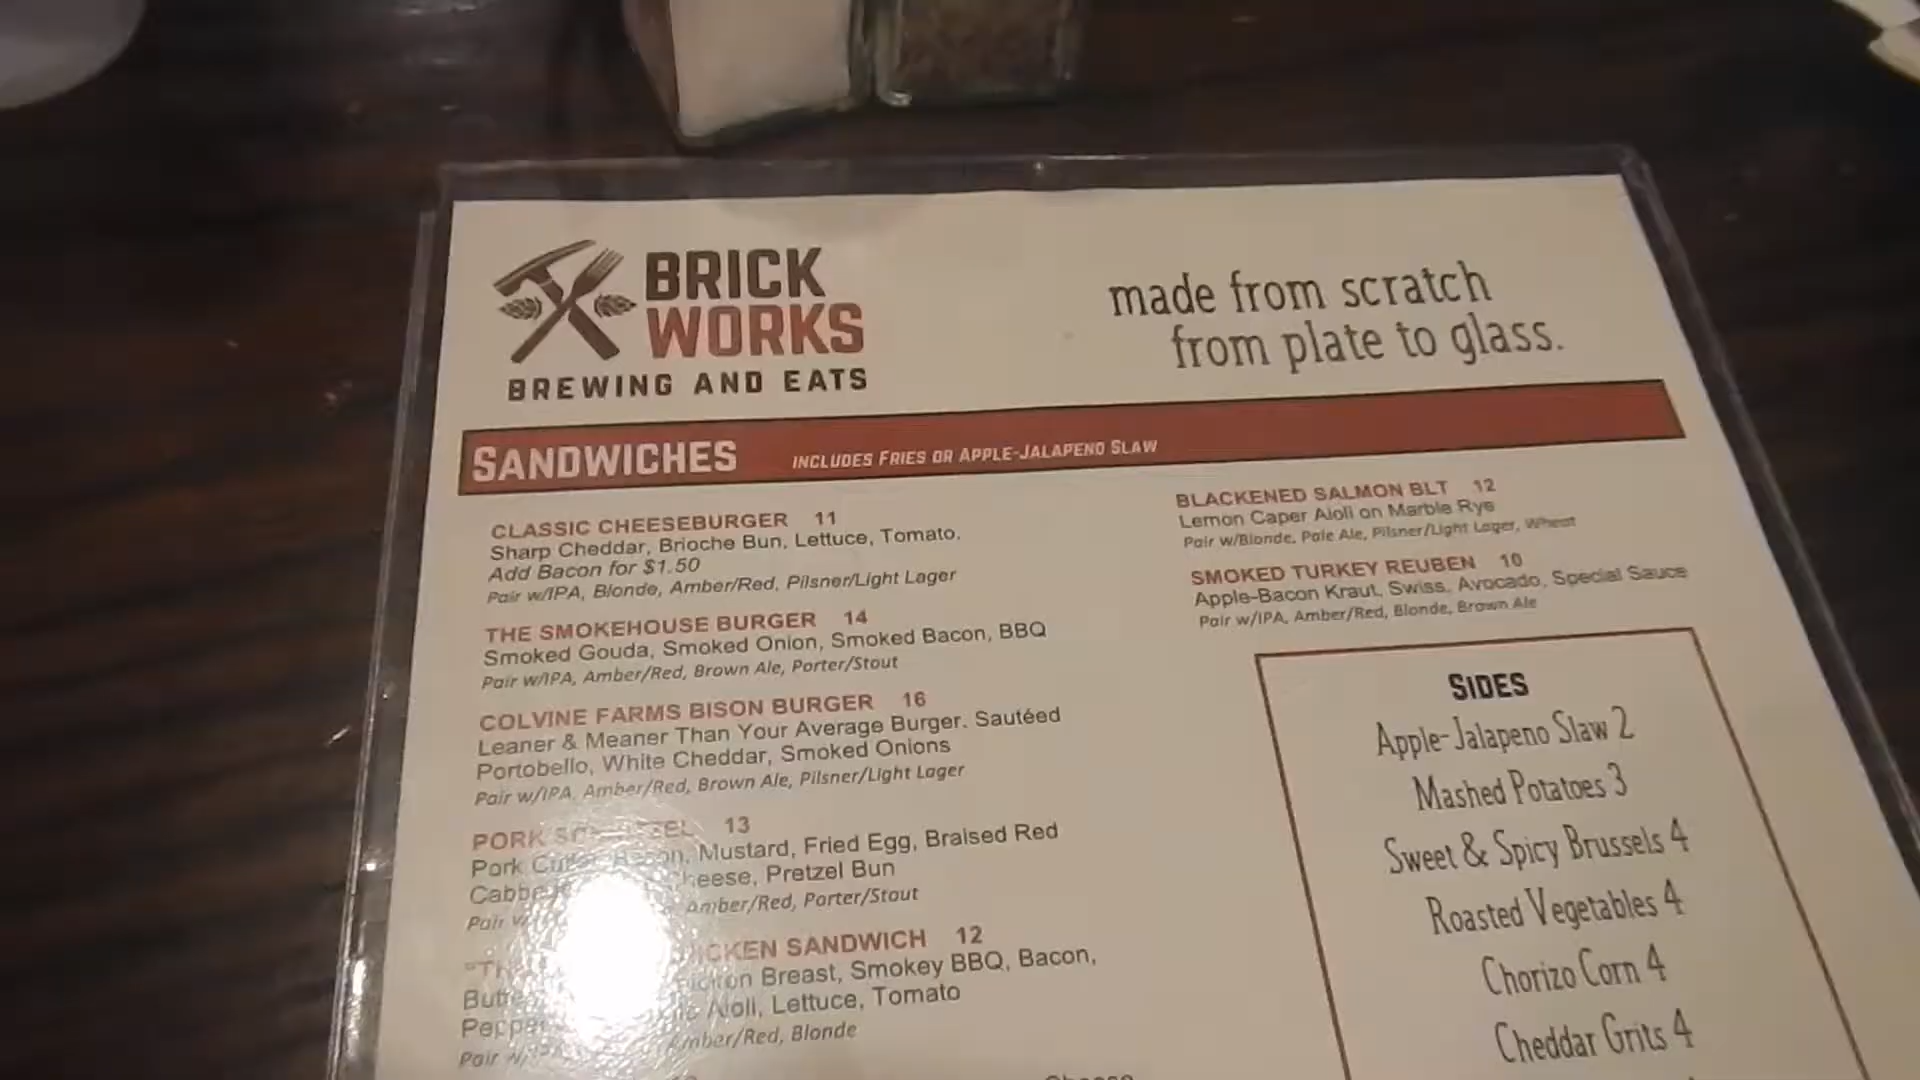 BRICK
WORKS
BREWING AND EATS
made from scratch
from plate to glass.
SANDWICHES INCLUDES FRIES OR APPLE-JALAPENO SLAW
CLASSIC CHEESEBURGER 11
Sharp Cheddar, Brioche Bun, Lettuce, Tomato.
Add Bacon for $1.50
Pair w/IPA, Blonde, Amber/Red, Pilsner/Light Lager
THE SMOKEHOUSE BURGER 14
Smoked Gouda, Smoked Onion, Smoked Bacon, BBQ
Pair w/IPA, Amber/Red, Brown Ale, Porter/Stout
COLVINE FARMS BISON BURGER 16
Leaner & Meaner Than Your Average Burger. Sautéed
Portobello, White Cheddar, Smoked Onions
Pair w/IPA, Amber/Red, Brown Ale, Pilsner/Light Lager
PORK 13
Pork Bacon, Mustard, Fried Egg, Braised Red
Pretzel Bun
Pair Amber/Red, Porter/Stout
SANDWICH 12
Breast, Smokey BBQ, Bacon,
Aioli, Lettuce, Tomato
Pair Amber/Red, Blonde
BLACKENED SALMON BLT 12
Lemon Caper Aioli on Marble Rye
Pair w/Blonde, Pale Ale, Pilsner/Light Lager, Wheat
SMOKED TURKEY REUBEN 10
Apple-Bacon Kraut, Swiss, Avocado, Special Sauce
Pair w/IPA, Amber/Red, Blonde, Brown Ale
SIDES
Apple-Jalapeno Slaw 2
Mashed Potatoes 3
Sweet & Spicy Brussels 4
Roasted Vegetables 4
Chorizo Corn 4
Cheddar Grits 4